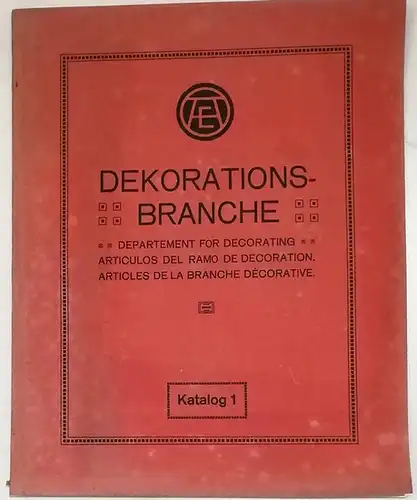 DEKORATIONS-
BRANCHE
DEPARTEMENT FOR DECORATING
ARTICULOS DEL RAMO DE DECORATION.
ARTICLES DE LA BRANCHE DÉCORATIVE.
Katalog 1